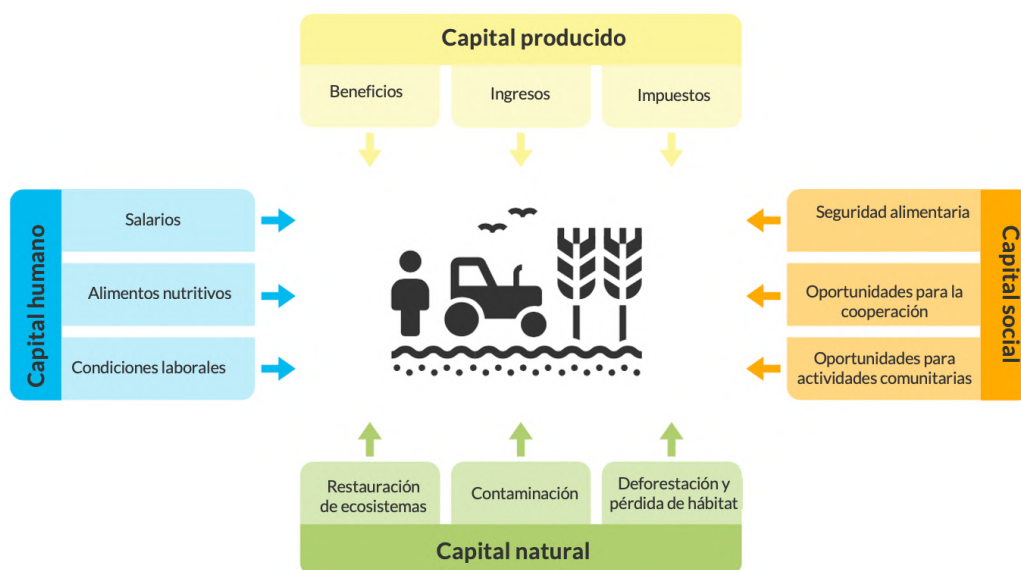 Capital producido
Beneficios
Ingresos
Impuestos
Capital humano
Salarios
Alimentos nutritivos
Condiciones laborales
Seguridad alimentaria
Oportunidades para la
cooperación
Oportunidades para
actividades comunitarias
Capital social
Restauración
de ecosistemas
Contaminación
Deforestación y
pérdida de hábitat
Capital natural